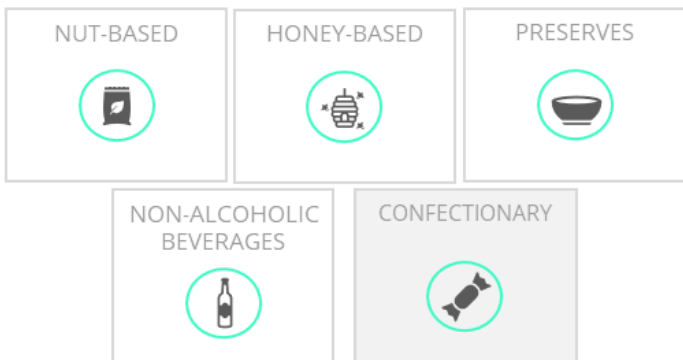 NUT-BASED
HONEY-BASED
PRESERVES
NON-ALCOHOLIC
BEVERAGES
CONFECTIONARY